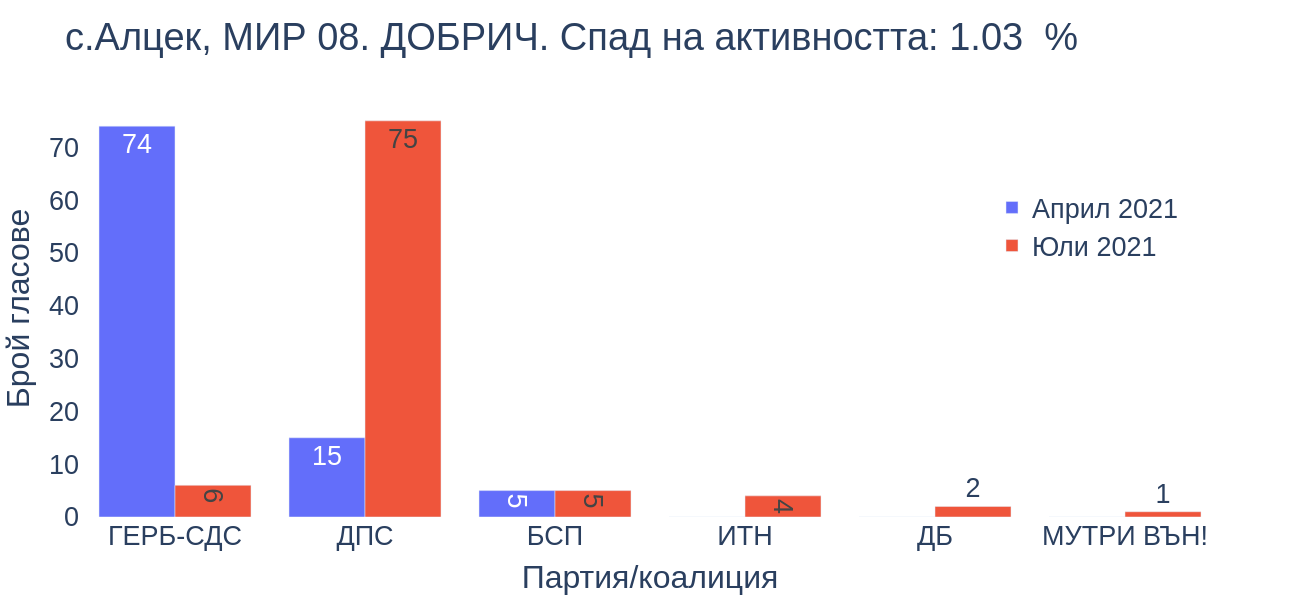 с.Алцек, МИР 08. ДОБРИЧ. Спад на активността: 1.03 %
Брой гласове
70
60
50
40
30
20
10
0
74
6
15
75
5
5
4
2
1
Април 2021
Юли 2021
ГЕРБ-СДС
ДПС
БСП
ИТН
ДБ
МУТРИ ВЪН!
Партия/коалиция